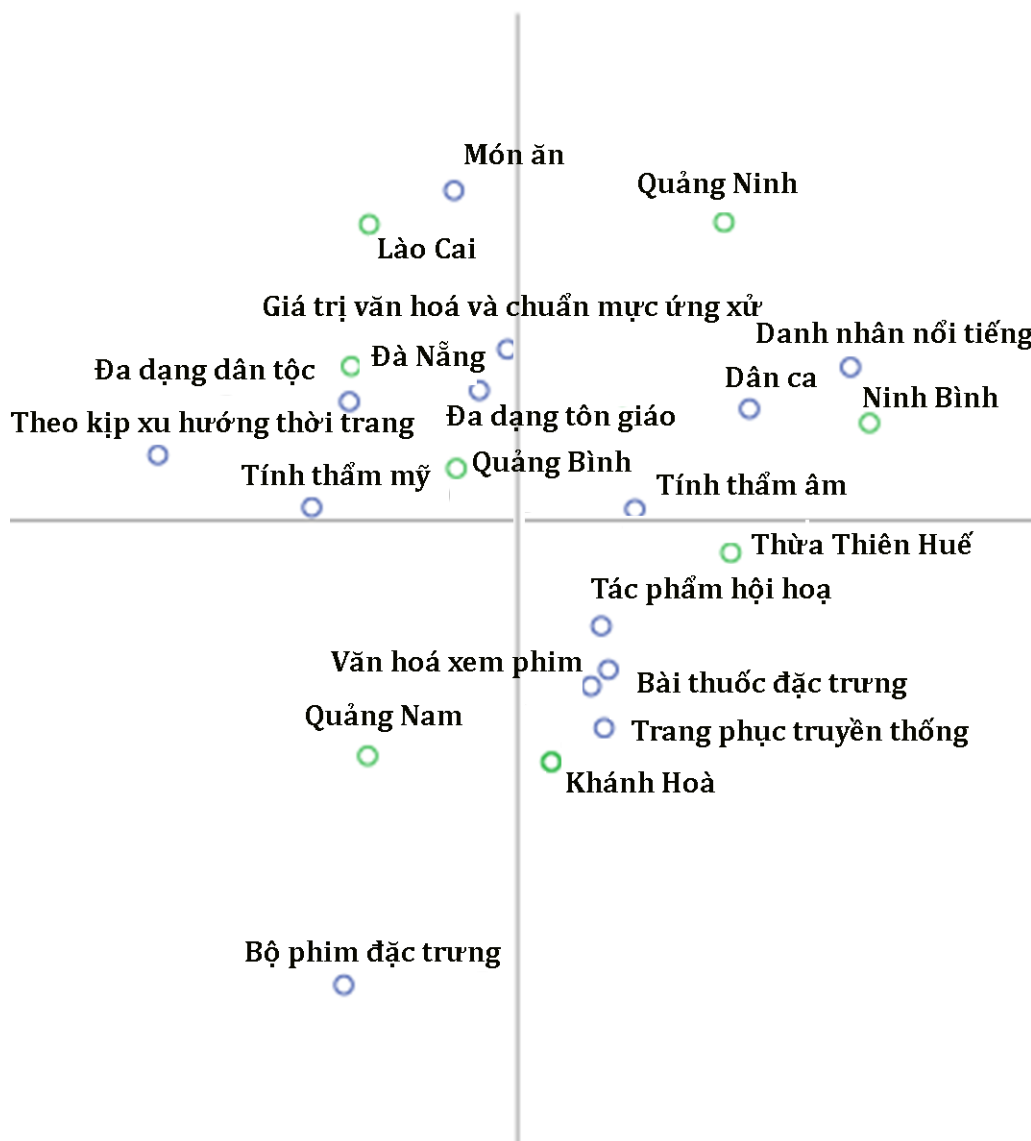 Món ăn
Quảng Ninh
Lào Cai
Giá trị văn hoá và chuẩn mực ứng xử
Danh nhân nổi tiếng
Đa dạng dân tộc
Đà Nẵng
Dân ca
Ninh Bình
Theo kịp xu hướng thời trang
Đa dạng tôn giáo
Tính thẩm mỹ
Quảng Bình
Tính thẩm âm
Thừa Thiên Huế
Tác phẩm hội hoạ
Văn hoá xem phim
Bài thuốc đặc trưng
Quảng Nam
Trang phục truyền thống
Khánh Hoà
Bộ phim đặc trưng